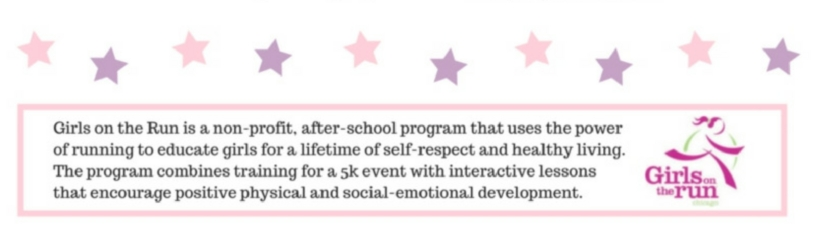 Girls on the Run is a non-profit, after-school program that uses the power
of running to educate girls for a lifetime of self-respect and healthy living.
The program combines training for a 5k event with interactive lessons
that encourage positive physical and social-emotional development.
Girls on
the run
chicago